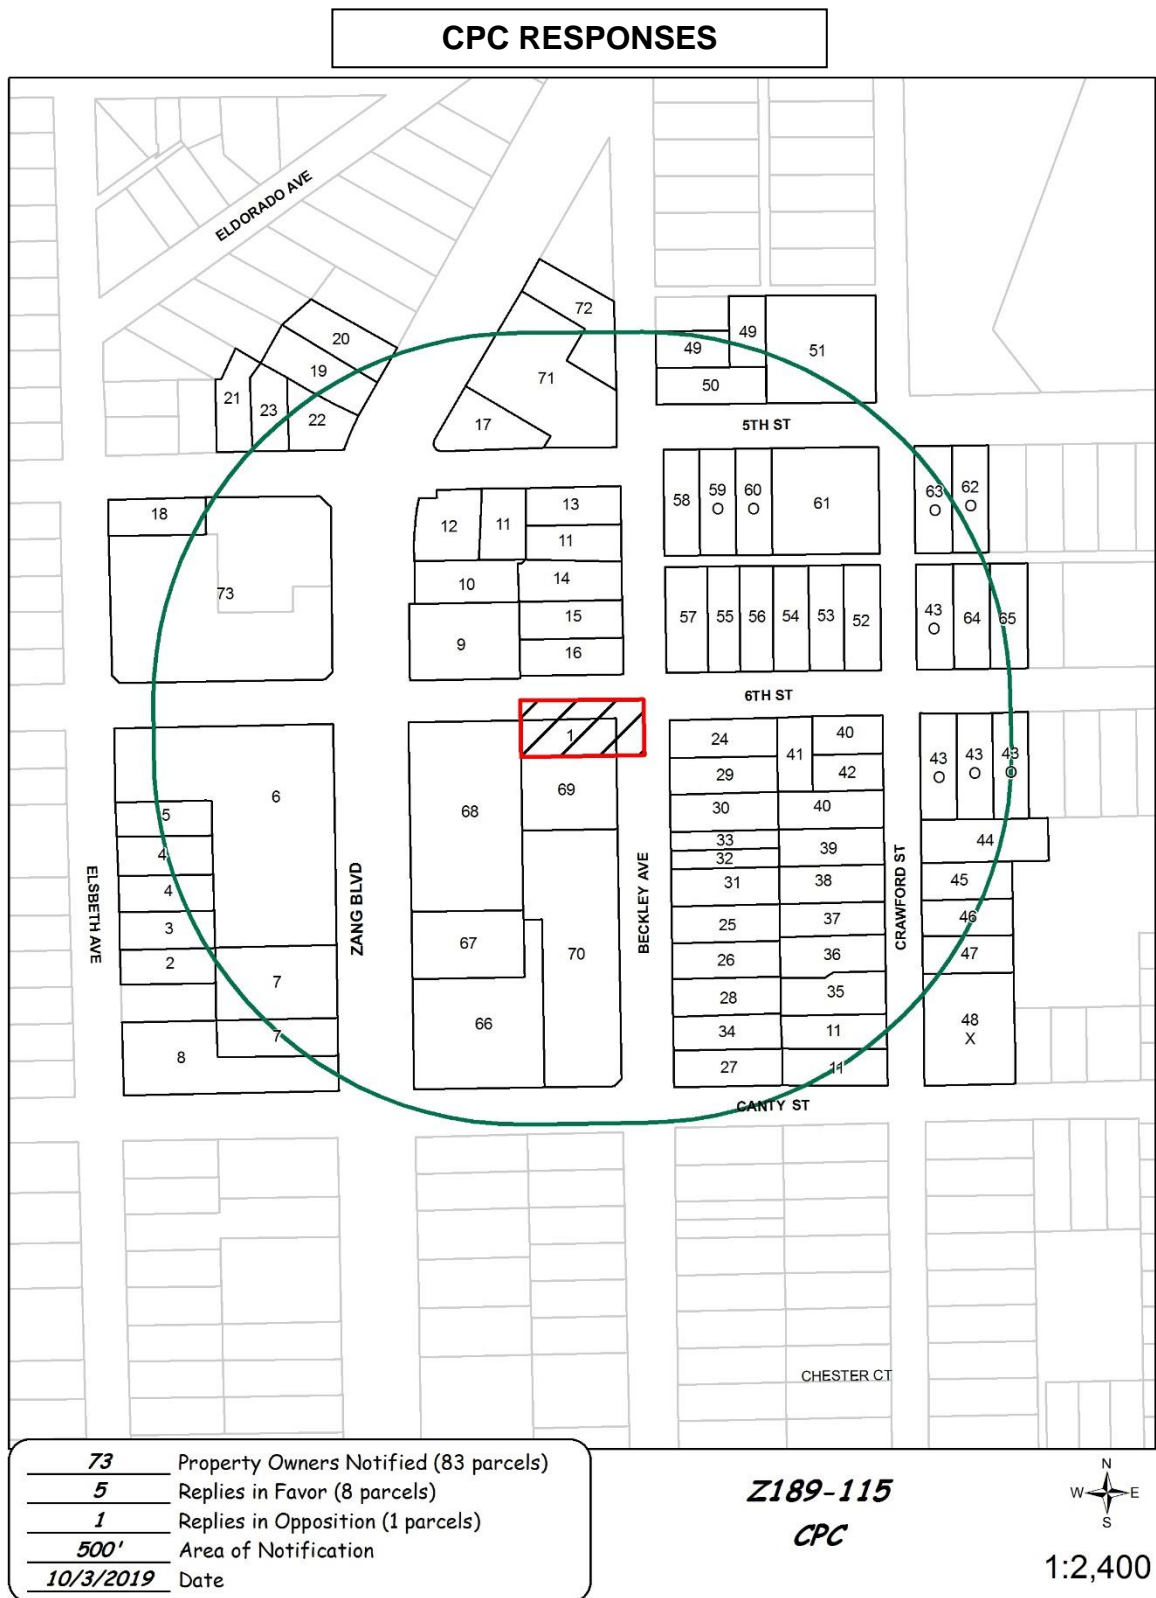 CPC RESPONSES
ELDORADO AVE
72
20
49
49
51
19
71
50
21
23
22
17
5TH ST
58
59
O
60
O
61
63
O
62
O
18
12
11
13
11
73
10
14
15
9
16
57
55
56
54
53
52
43
O
64
65
6TH ST
1
24
41
40
29
42
43
O
43
O
43
O
6
68
69
30
40
5
33
32
39
44
4
31
38
45
4
3
25
37
46
ELSBETH AVE
ZANG BLVD
BECKLEY AVE
CRAWFORD ST
2
67
70
26
36
47
7
28
35
48
X
66
34
11
7
8
27
11
CANTY ST
CHESTER CT
73 Property Owners Notified (83 parcels)
5 Replies in Favor (8 parcels)
1 Replies in Opposition (1 parcels)
500' Area of Notification
10/3/2019 Date
Z189-115
CPC
N
W E
S
1:2,400